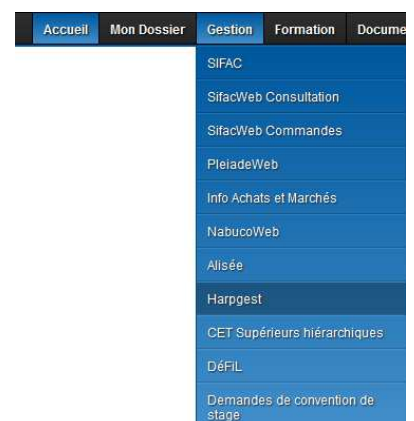 Accueil Mon Dossier Gestion Formation Docume
SIFAC
SifacWeb Consultation
SifacWeb Commandes
PleiadeWeb
Info Achats et Marchés
NabucoWeb
Alisée
Harpgest
CET Supérieurs hiérarchiques
DéFiL
Demandes de convention de
stage